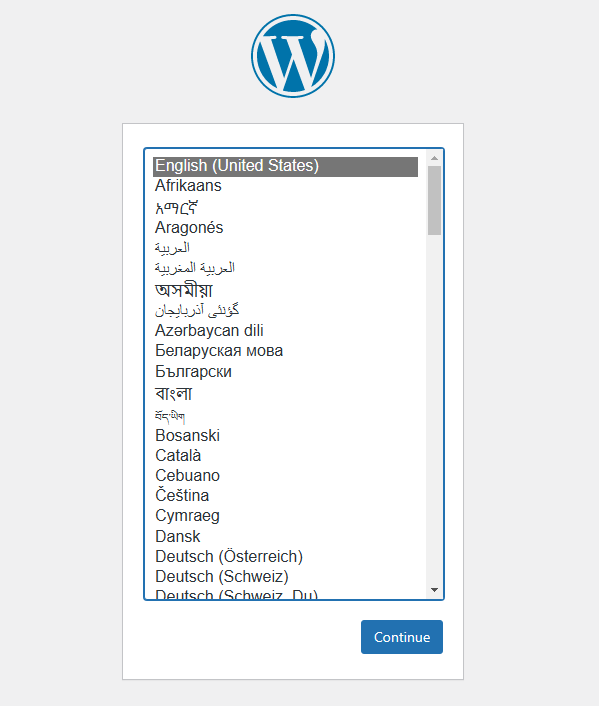 English (United States)
Afrikaans
አማርኛ
Aragonés
العربية
العربية المغربية
অসমীয়া
گؤنئی آذربایجان
Azərbaycan dili
Беларуская мова
Български
বাংলা
བོད་ཡིག
Bosanski
Català
Cebuano
Čeština
Cymraeg
Dansk
Deutsch (Österreich)
Deutsch (Schweiz)
Deutsch (Schweiz, Du)
Continue